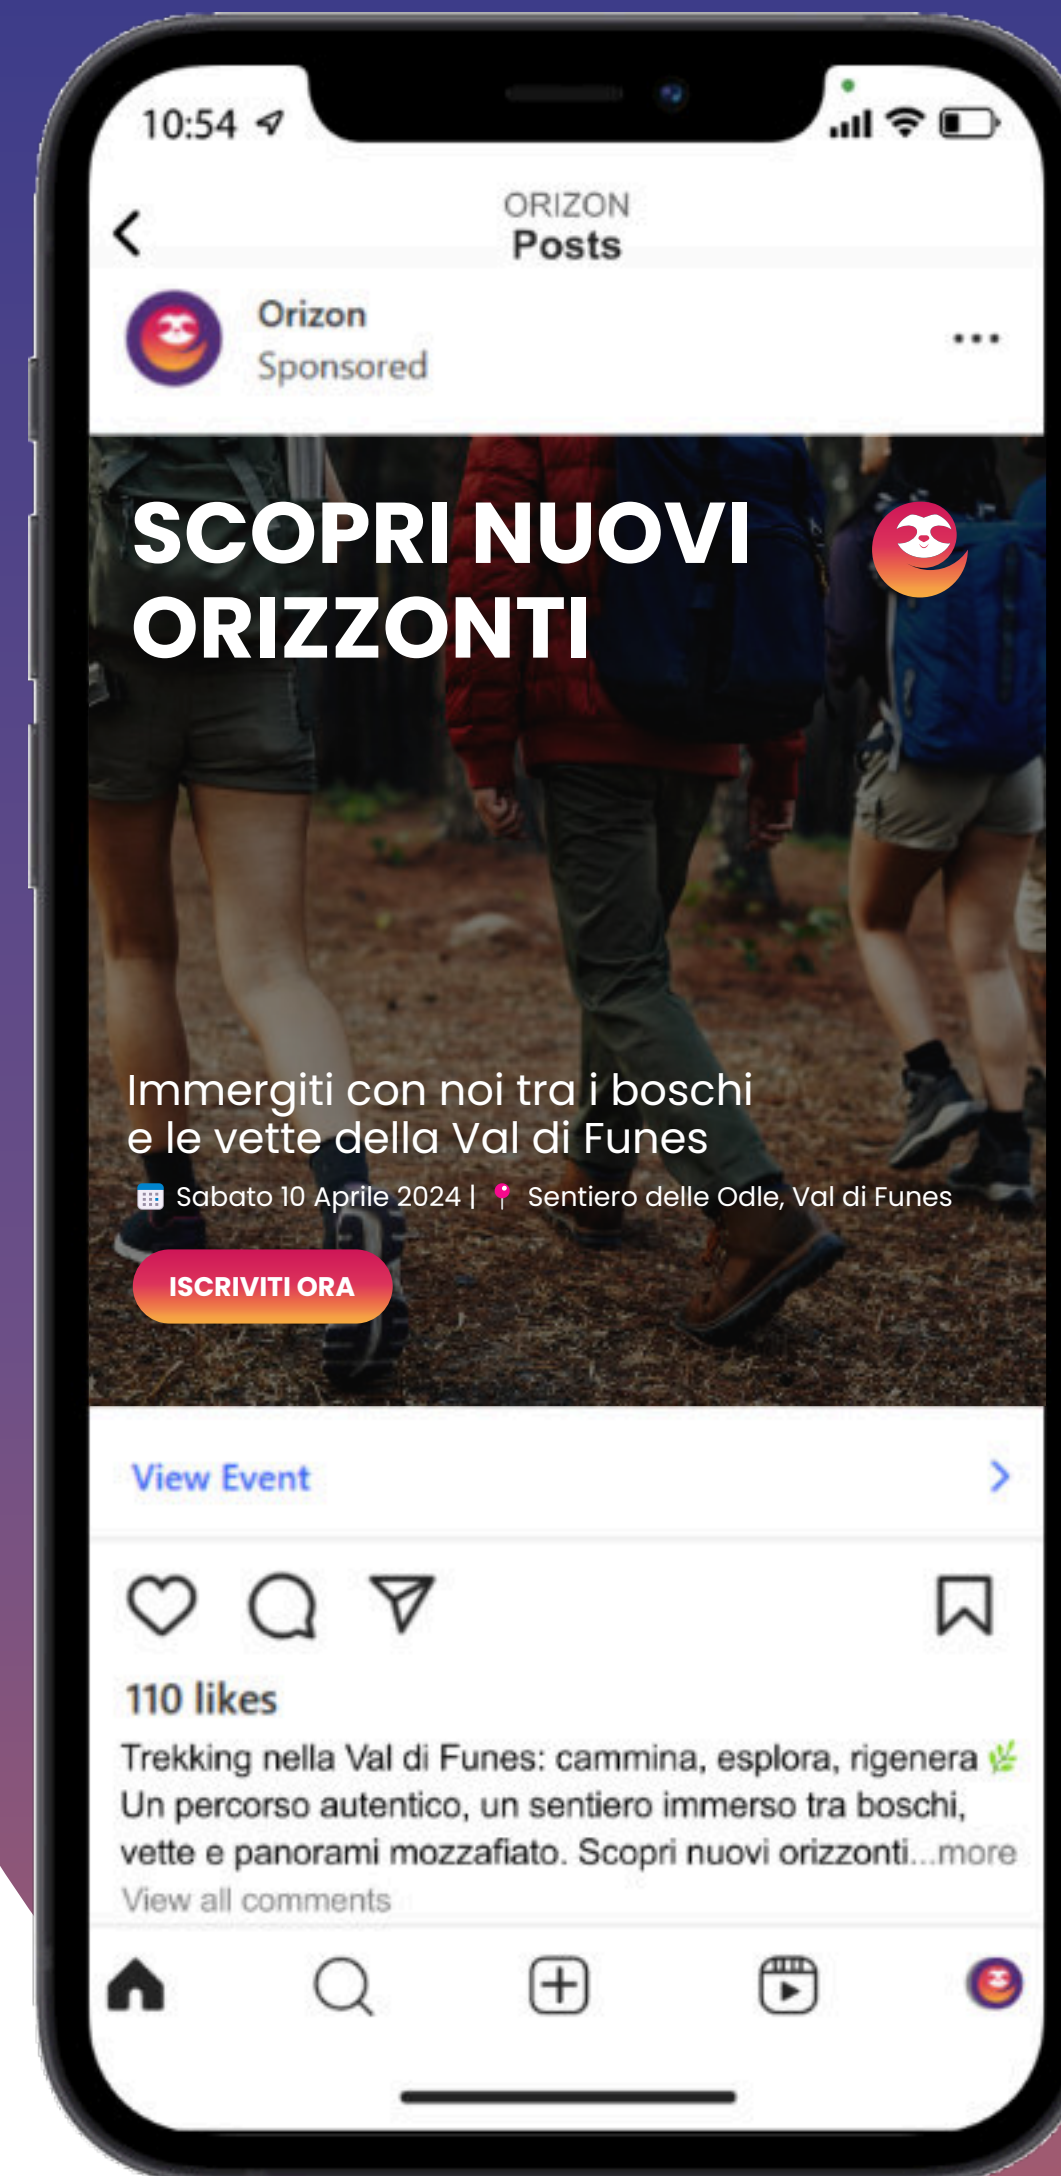 10:54
ORIZON
Posts
Orizon
Sponsored
SCOPRI NUOVI
ORIZZONTI
Immergiti con noi tra i boschi
e le vette della Val di Funes
Sabato 10 Aprile 2024 | Sentiero delle Odle, Val di Funes
ISCRIVITI ORA
View Event
110 likes
Trekking nella Val di Funes: cammina, esplora, rigenera 🌿
Un percorso autentico, un sentiero immerso tra boschi,
vette e panorami mozzafiato. Scopri nuovi orizzonti...more
View all comments